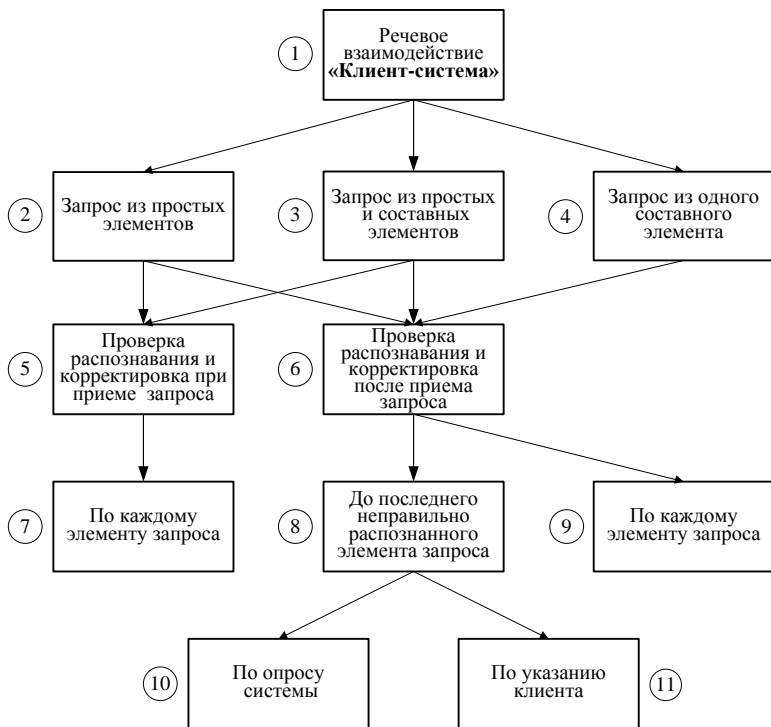 1
Речевое
взаимодействие
«Клиент-система»
2
Запрос из простых
элементов
3
Запрос из простых
и составных
элементов
4
Запрос из одного
составного
элемента
5
Проверка
распознавания и
корректировка при
приеме запроса
6
Проверка
распознавания и
корректировка
после приема
запроса
7
По каждому
элементу запроса
8
До последнего
неправильно
распознанного
элемента запроса
9
По каждому
элементу запроса
10
По опросу
системы
По указанию
клиента
11